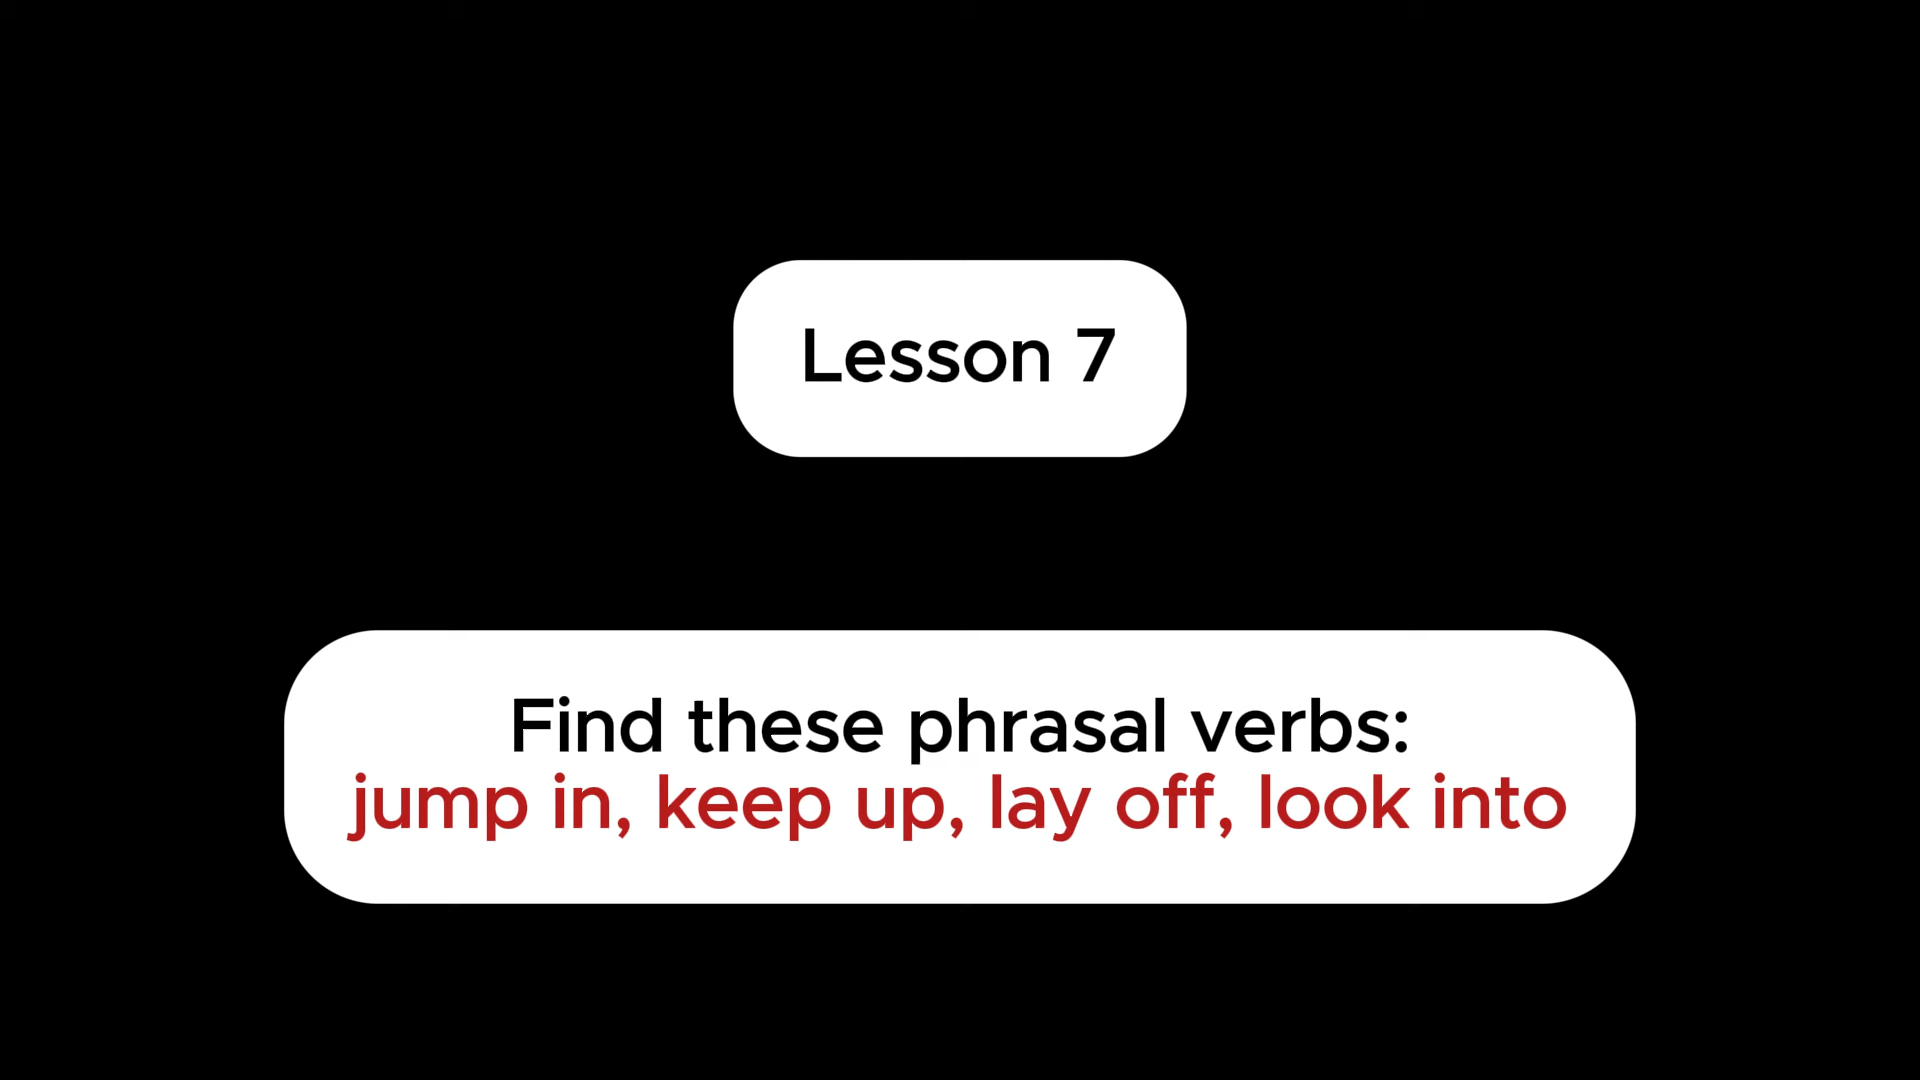 Lesson 7
Find these phrasal verbs:
jump in, keep up, lay off, look into